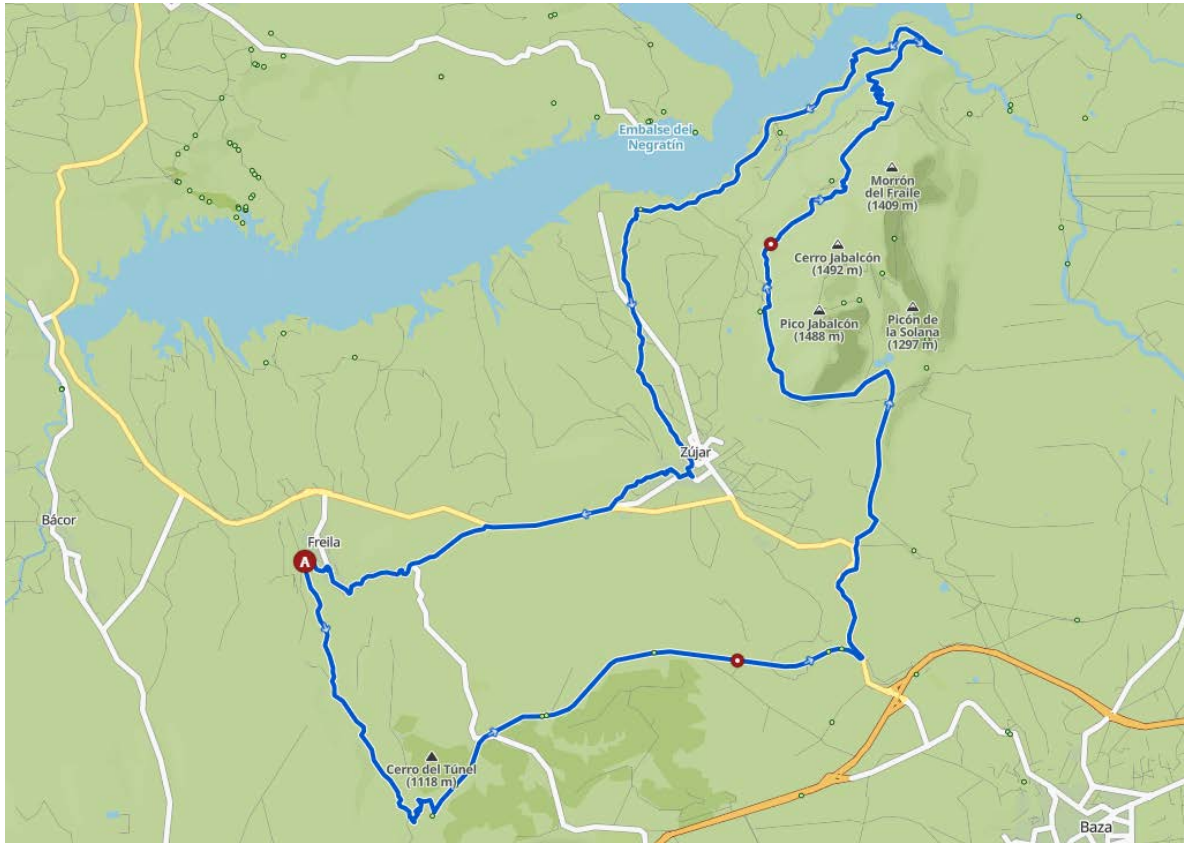 Embalse del
Negratín
Morrón
del Fraile
(1409 m)
Cerro Jabalcón
(1492 m)
Pico Jabalcón
(1488 m)
Picón de
la Solana
(1297 m)
Zújar
Bácor
Freila
A
Cerro del Túnel
(1118 m)
Baza